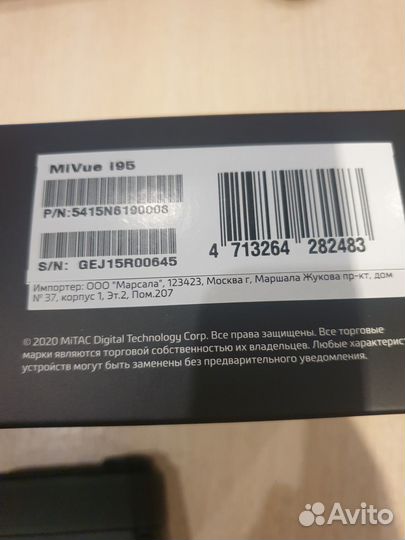 MiVue i95
P/N:5415N6190008
S/N: GEJ15R00645
4 713264 282483
Импортер: ООО "Марсала", 123423, Москва г, Маршала Жукова пр-кт, дом
№ 37, корпус 1, Эт.2, Пом.207
© 2020 MiTAC Digital Technology Corp. Все права защищены. Все торговые
марки являются торговой собственностью их владельцев. Любые характерис
устройств могут быть заменены без предварительного уведомления.
Avito